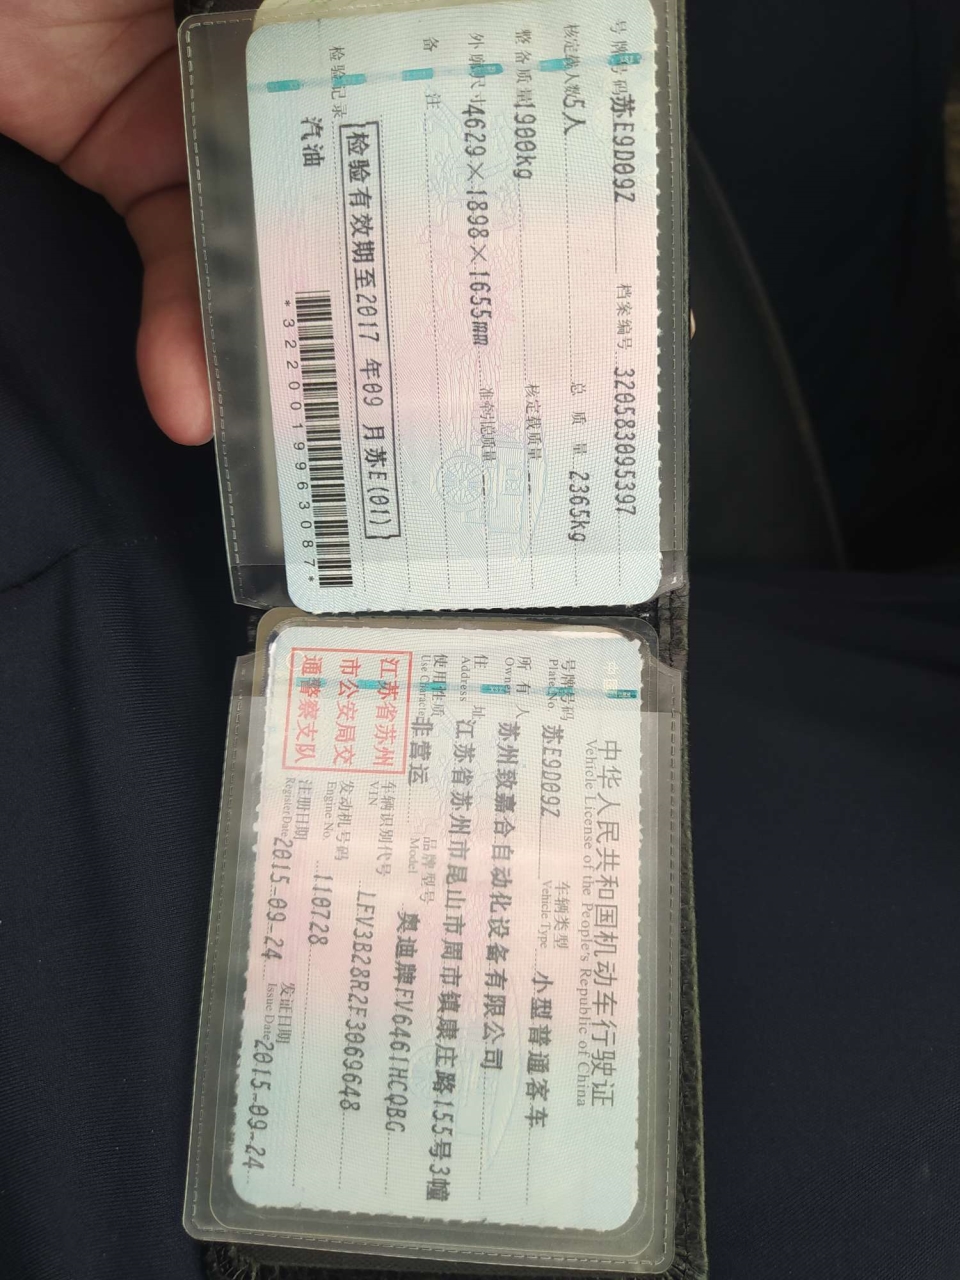 号牌号码 苏E9D09Z 档案编号 320583095397
核定载人数 5人 总质量 2365kg
整备质量 1900kg 核定载质量 --
外廓尺寸 4629×1898×1655mm 准牵引总质量 --
备注
检验有效期至2017年09月苏E(01)
检验记录
汽油
*3220019963087*
中华人民共和国机动车行驶证
Vehicle License of the People's Republic of China
号牌号码 苏E9D09Z 车辆类型 小型普通客车
Plate No. Vehicle Type
所有人 苏州致嘉合自动化设备有限公司
Owner
住址 江苏省苏州市昆山市周市镇康庄路155号3幢
Address
使用性质 非营运 品牌型号 奥迪牌FV6461HCQBG
Use Character Model
江苏省苏州
市公安局交
通警察支队
车辆识别代号 LFV3B28R2F3069648
VIN
发动机号码 110728
Engine No.
注册日期 2015-09-24 发证日期 2015-09-24
Register Date Issue Date